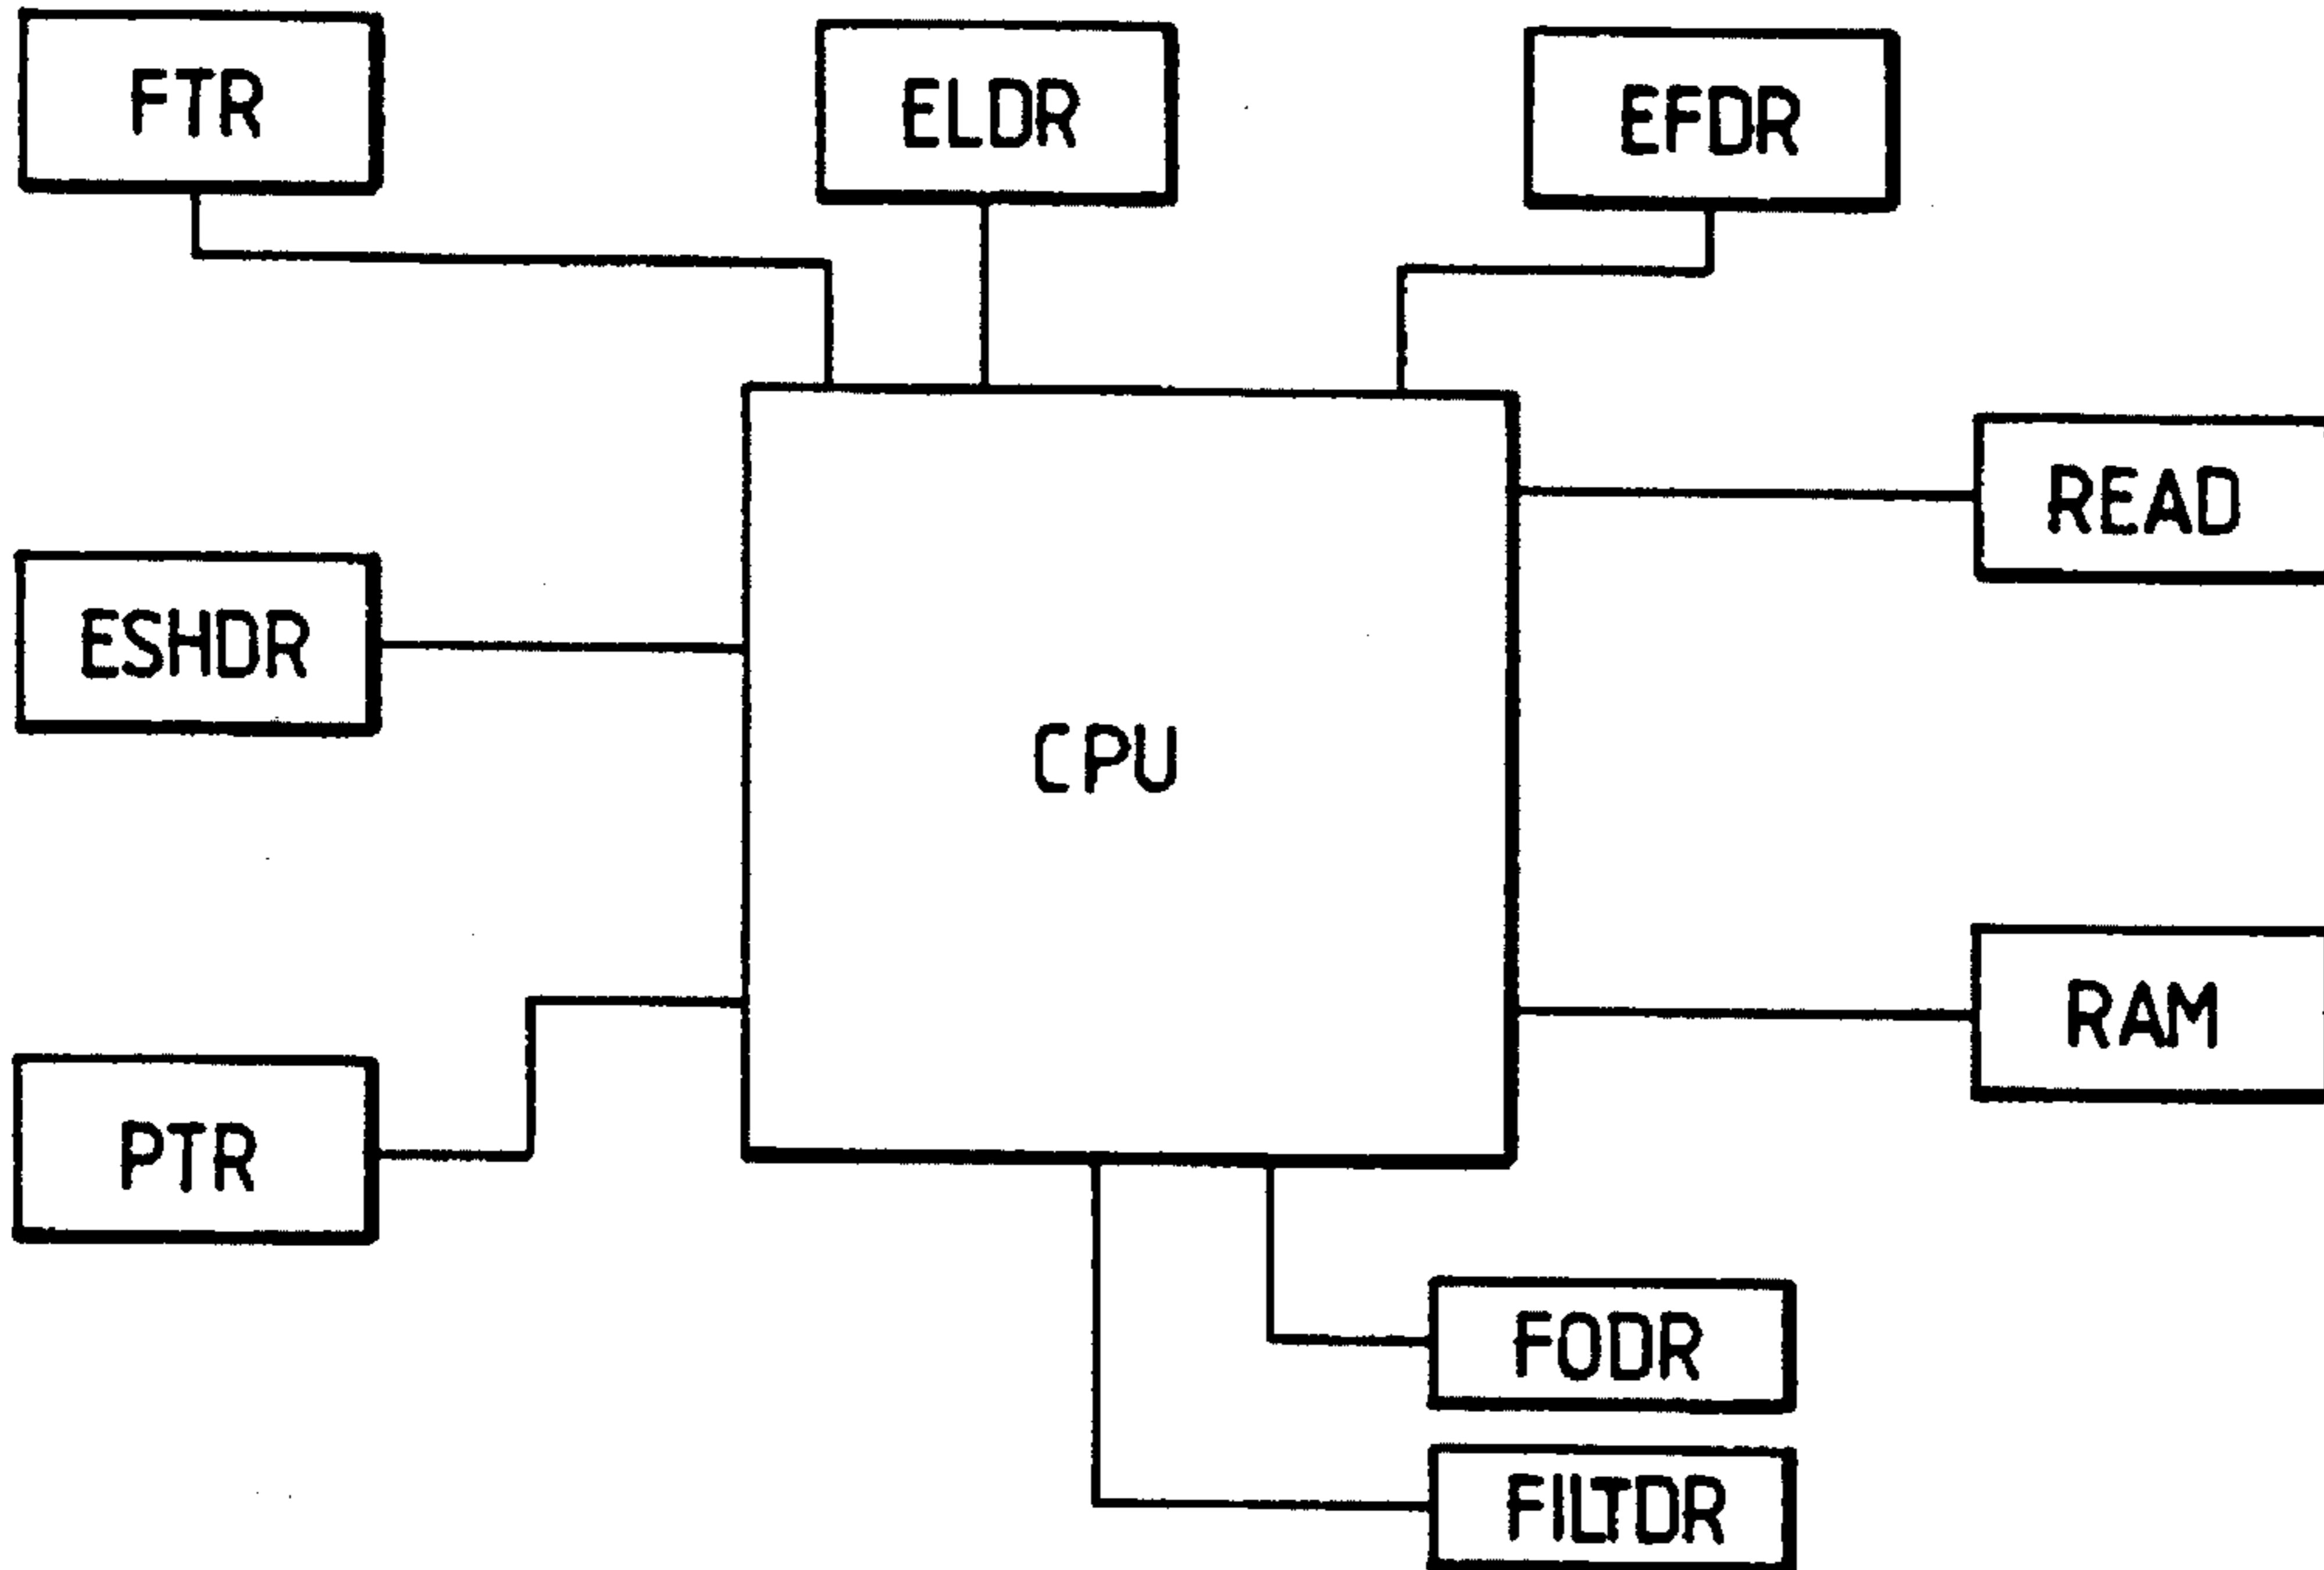 FTR
ELDR
EFDR
READ
ESHDR
CPU
RAM
PTR
FODR
FILTDR